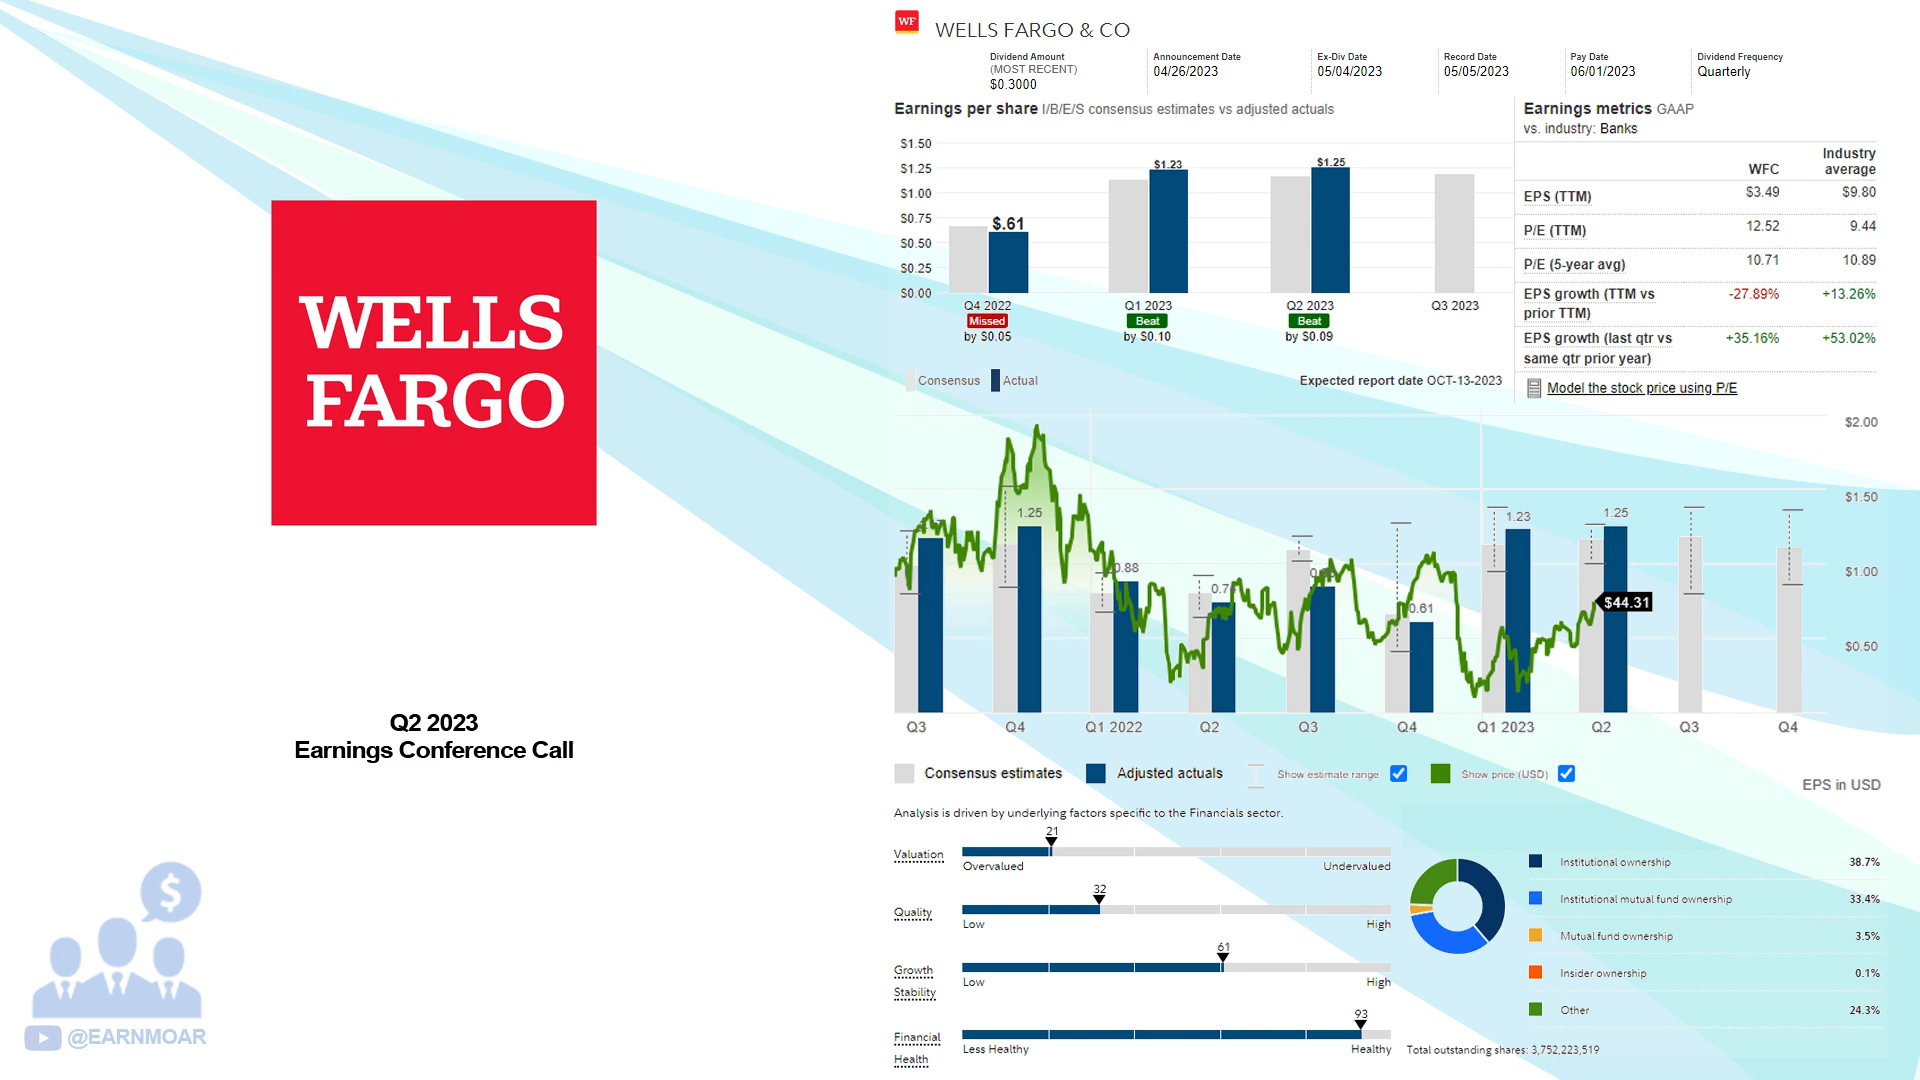 WF
WELLS FARGO & CO
Dividend Amount
(MOST RECENT)
$0.3000
Announcement Date
04/26/2023
Ex-Div Date
05/04/2023
Record Date
05/05/2023
Pay Date
06/01/2023
Dividend Frequency
Quarterly
Earnings per share I/B/E/S consensus estimates vs adjusted actuals
$1.50
$1.25
$1.00
$0.75
$0.50
$0.25
$0.00
$.61
$1.23
$1.25
Q4 2022
Missed
by $0.05
Q1 2023
Beat
by $0.10
Q2 2023
Beat
by $0.09
Q3 2023
Consensus
Actual
Expected report date OCT-13-2023
Earnings metrics GAAP
vs. industry: Banks
WFC
Industry
average
EPS (TTM) $3.49 $9.80
P/E (TTM) 12.52 9.44
P/E (5-year avg) 10.71 10.89
EPS growth (TTM vs
prior TTM) -27.89% +13.26%
EPS growth (last qtr vs
same qtr prior year) +35.16% +53.02%
Model the stock price using P/E
WELLS
FARGO
Q2 2023
Earnings Conference Call
$2.00
$1.50
$1.00
$0.50
1.25
0.88
0.61
1.23
1.25
$44.31
Q3
Q4
Q1 2022
Q2
Q3
Q4
Q1 2023
Q2
Q3
Q4
Consensus estimates
Adjusted actuals
Show estimate range
Show price (USD)
EPS in USD
Analysis is driven by underlying factors specific to the Financials sector.
Valuation
21
Overvalued
Undervalued
Quality
32
Low
High
Growth
Stability
61
Low
High
Financial
Health
93
Less Healthy
Healthy
Institutional ownership 38.7%
Institutional mutual fund ownership 33.4%
Mutual fund ownership 3.5%
Insider ownership 0.1%
Other 24.3%
Total outstanding shares: 3,752,223,519
$
@EARNMOAR